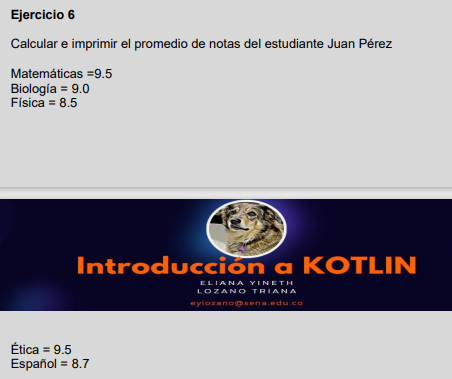 Ejercicio 6
Calcular e imprimir el promedio de notas del estudiante Juan Pérez
Matemáticas =9.5
Biología = 9.0
Física = 8.5
Introducción a KOTLIN
ELIANA YINETH
LOZANO TRIANA
eylozano@sena.edu.co
Ética = 9.5
Español = 8.7